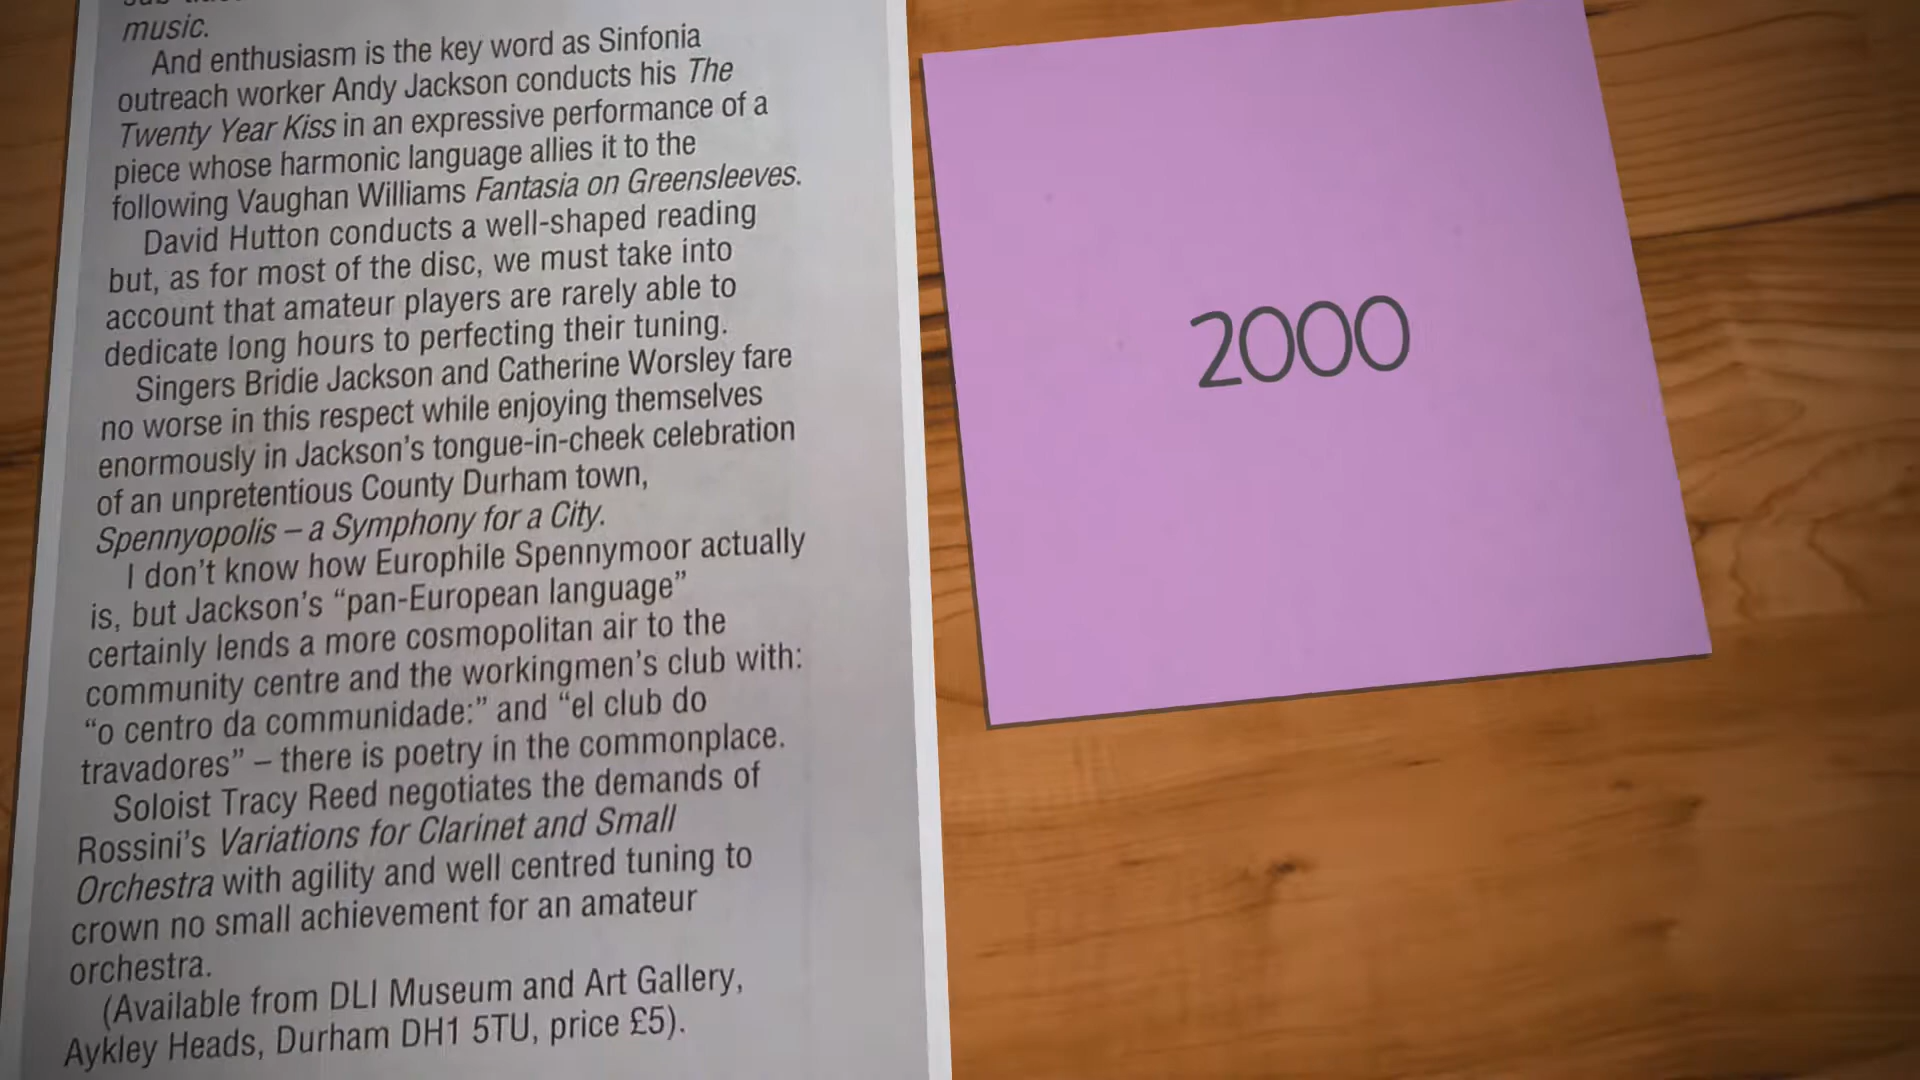 music.
And enthusiasm is the key word as Sinfonia
outreach worker Andy Jackson conducts his The
Twenty Year Kiss in an expressive performance of a
piece whose harmonic language allies it to the
following Vaughan Williams Fantasia on Greensleeves.
David Hutton conducts a well-shaped reading
but, as for most of the disc, we must take into
account that amateur players are rarely able to
dedicate long hours to perfecting their tuning.
Singers Bridie Jackson and Catherine Worsley fare
no worse in this respect while enjoying themselves
enormously in Jackson's tongue-in-cheek celebration
of an unpretentious County Durham town,
Spennyopolis – a Symphony for a City.
I don't know how Europhile Spennymoor actually
is, but Jackson's “pan-European language”
certainly lends a more cosmopolitan air to the
community centre and the workingmen's club with:
“o centro da communidade:” and “el club do
travadores” – there is poetry in the commonplace.
Soloist Tracy Reed negotiates the demands of
Rossini's Variations for Clarinet and Small
Orchestra with agility and well centred tuning to
crown no small achievement for an amateur
orchestra.
(Available from DLI Museum and Art Gallery,
Aykley Heads, Durham DH1 5TU, price £5).
2000